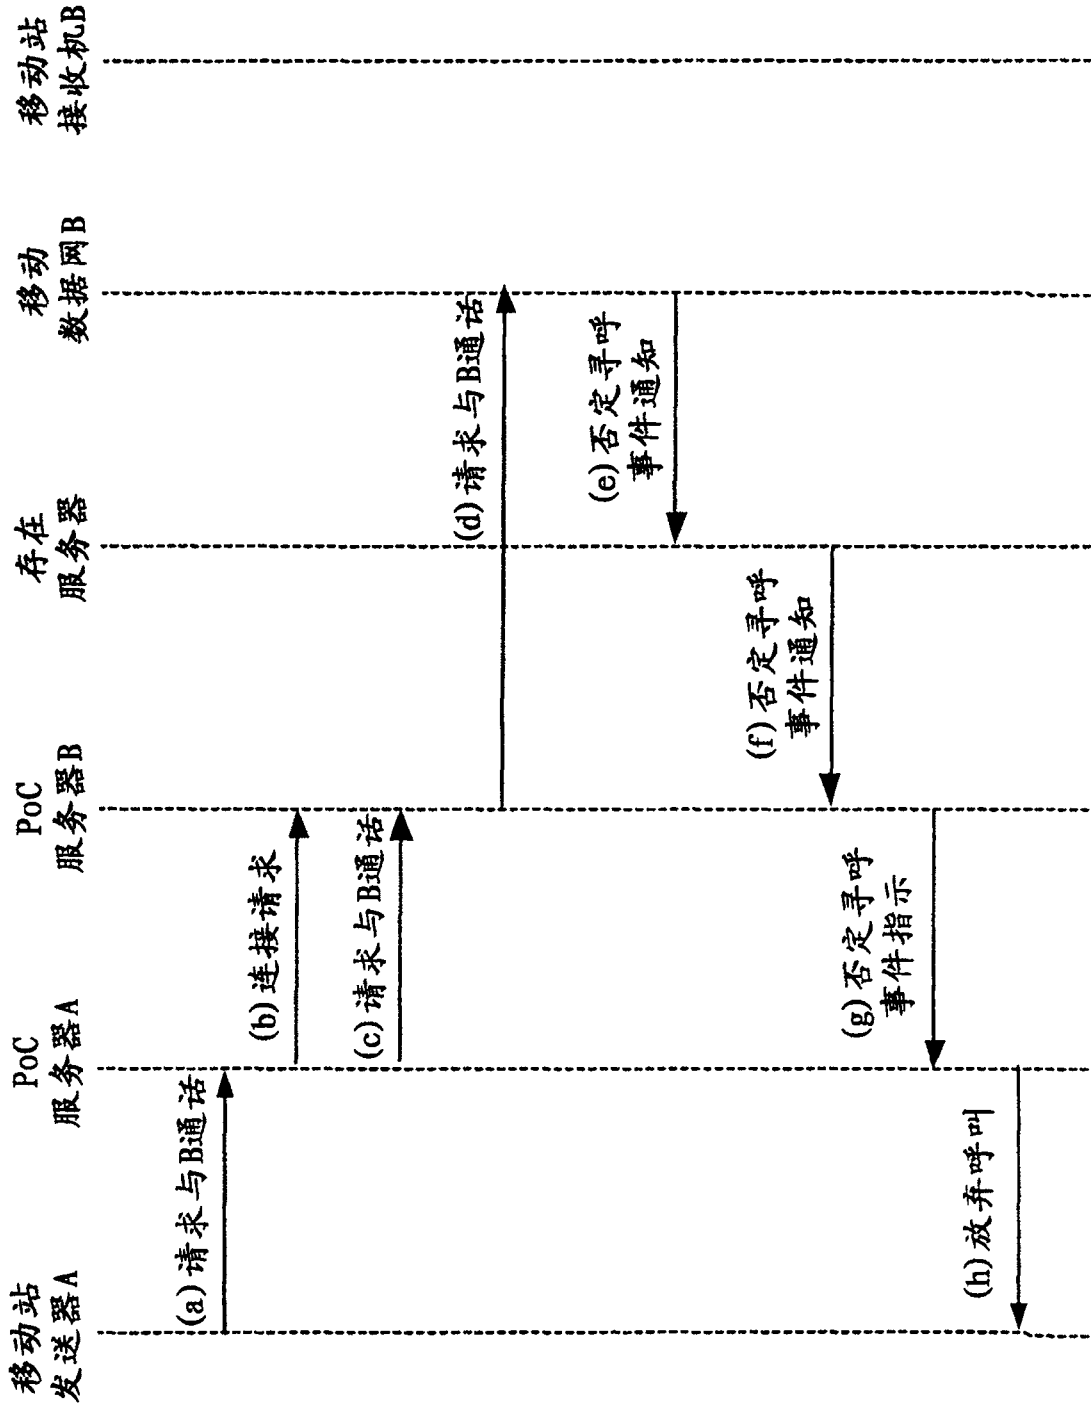 移动站
发送器A
PoC
服务器A
PoC
服务器B
存在
服务器
移动
数据网B
移动站
接收机B
(a)请求与B通话
(b)连接请求
(c)请求与B通话
(d)请求与B通话
(e)否定寻呼
事件通知
(f)否定寻呼
事件通知
(g)否定寻呼
事件指示
(h)放弃呼叫